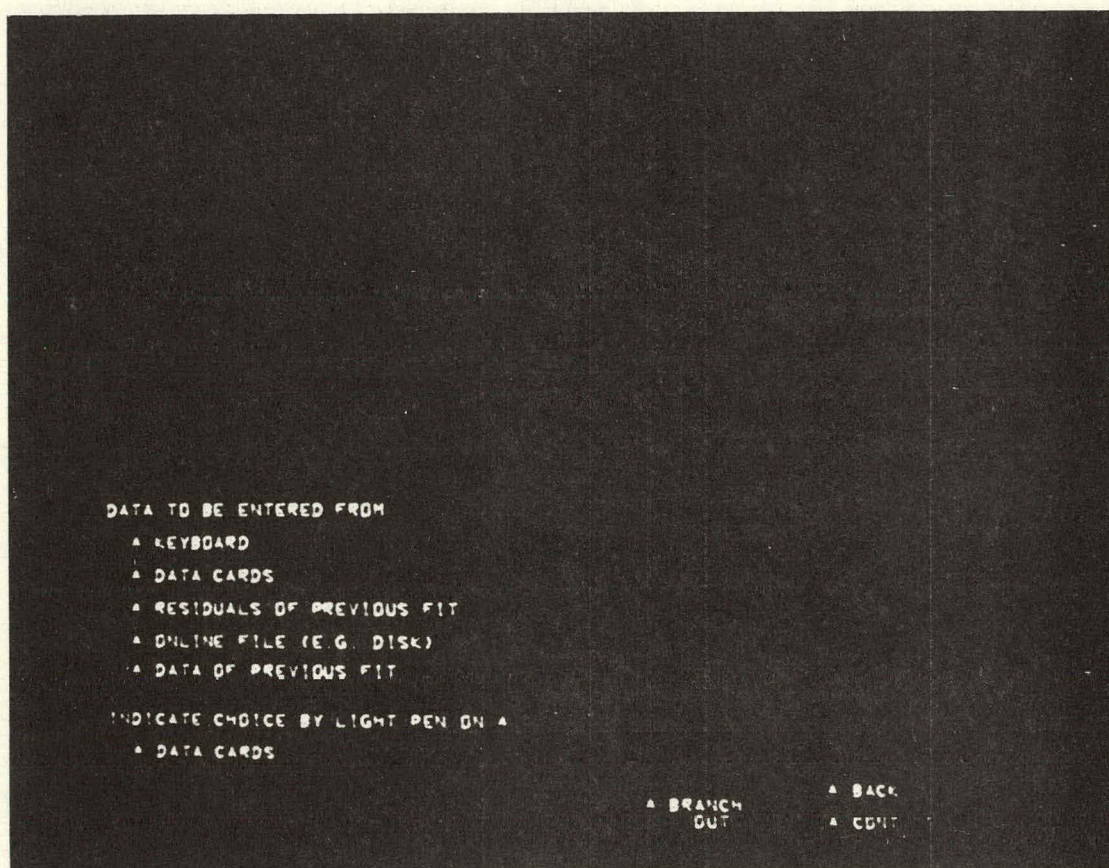 DATA TO BE ENTERED FROM
▲ KEYBOARD
▲ DATA CARDS
▲ RESIDUALS OF PREVIOUS FIT
▲ ONLINE FILE (E.G. DISK)
▲ DATA OF PREVIOUS FIT
INDICATE CHOICE BY LIGHT PEN ON ▲
▲ DATA CARDS
▲ BRANCH
OUT
▲ BACK
▲ CONT